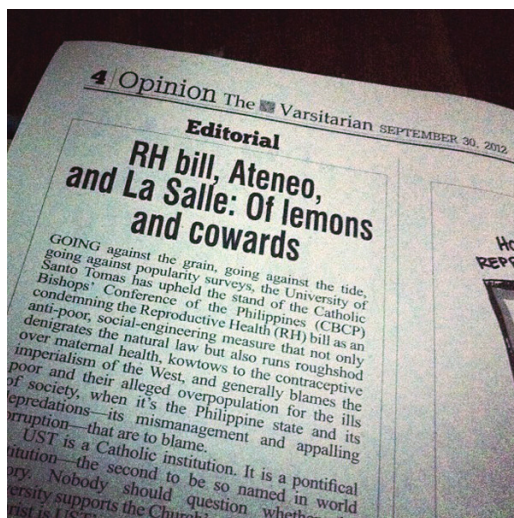 4 Opinion The Varsitarian SEPTEMBER 30, 2012
Editorial
RH bill, Ateneo,
and La Salle: Of lemons
and cowards
GOING against the grain, going against the tide,
going against popularity surveys, the University of
Santo Tomas has upheld the stand of the Catholic
Bishops' Conference of the Philippines (CBCP)
condemning the Reproductive Health (RH) bill as an
anti-poor, social-engineering measure that not only
denigrates the natural law but also runs roughshod
over maternal health, kowtows to the contraceptive
imperialism of the West, and generally blames the
poor and their alleged overpopulation for the ills
of society, when it's the Philippine state and its
epredations—its mismanagement and appalling
orruption—that are to blame.
UST is a Catholic institution. It is a pontifical
itution—the second to be so named in world
ory. Nobody should question whethe
ersity supports the Church